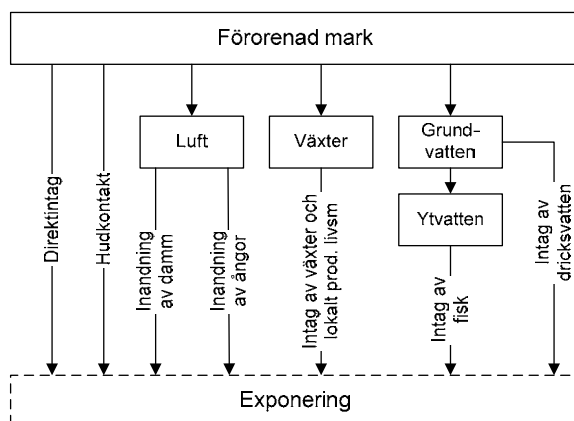 Förorenad mark
Luft
Växter
Grund-
vatten
Ytvatten
Direktintag
Hudkontakt
Inandning
av damm
Inandning
av ångor
Intag av växter och
lokalt prod. livsm
Intag av
fisk
Intag av
dricksvatten
Exponering